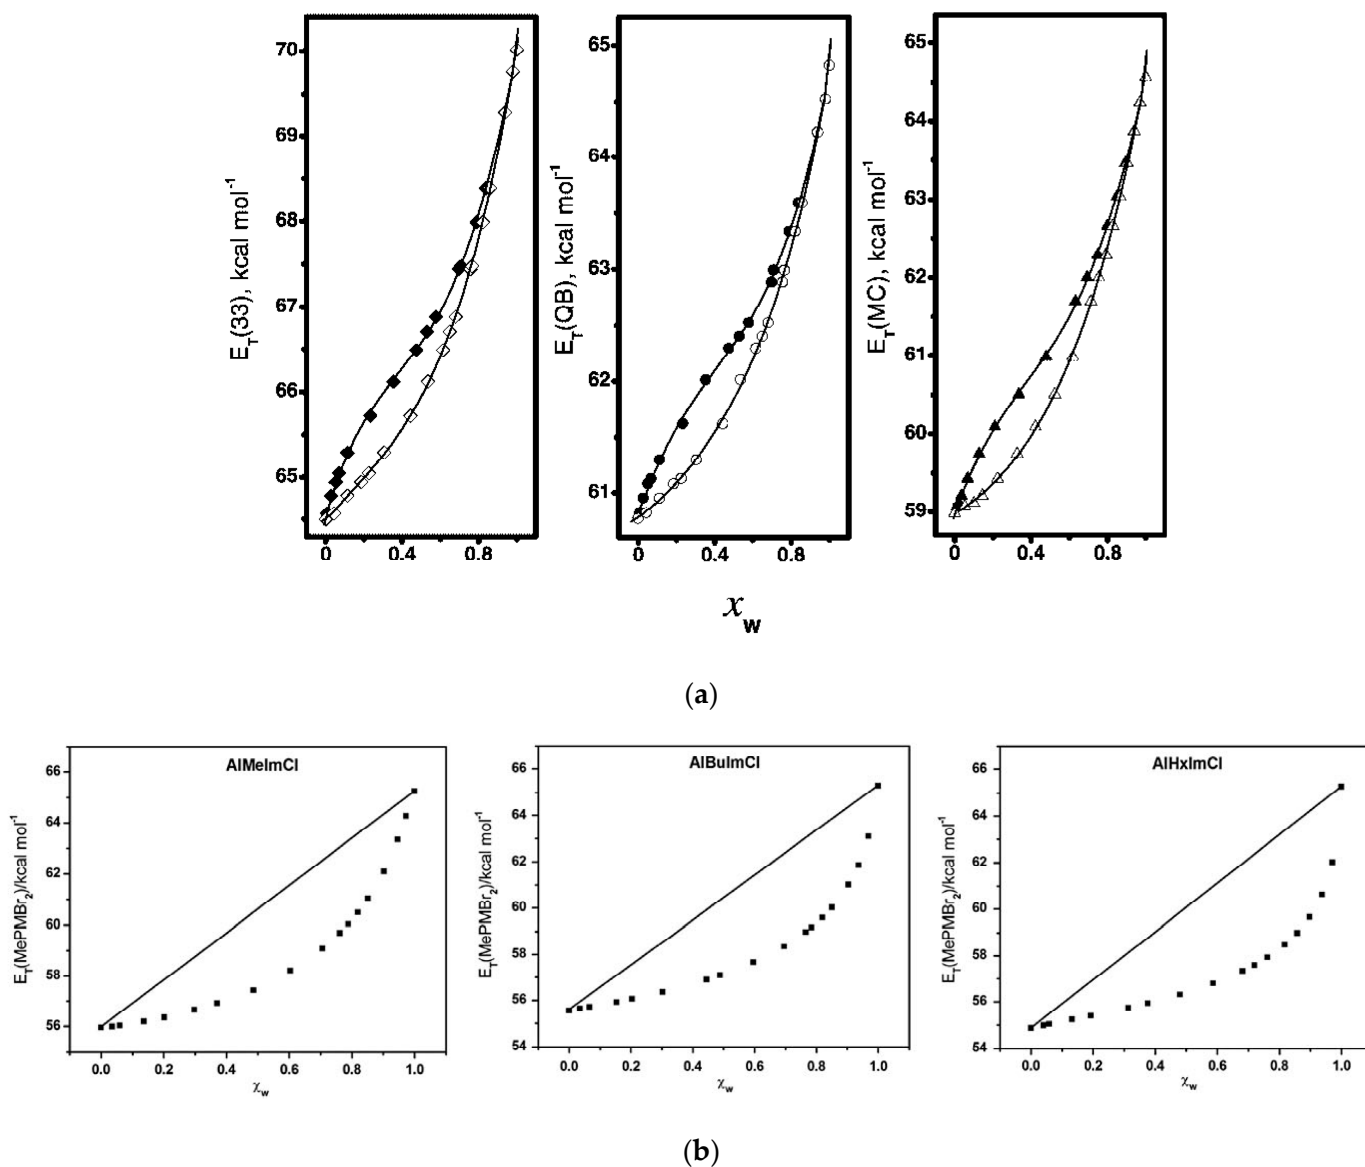 70
69
68
67
66
65
0 0.4 0.8
E_T(33), kcal mol⁻¹
65
64
63
62
61
0 0.4 0.8
E_T(QB), kcal mol⁻¹
65
64
63
62
61
60
59
0 0.4 0.8
E_T(MC), kcal mol⁻¹
x_w
(a)
AlMeImCl
66
64
62
60
58
56
0.0 0.2 0.4 0.6 0.8 1.0
E_T(MePMBr₂)/kcal mol⁻¹
χ_w
AlBuImCl
66
64
62
60
58
56
54
0.0 0.2 0.4 0.6 0.8 1.0
E_T(MePMBr₂)/kcal mol⁻¹
χ_w
AlHxImCl
66
64
62
60
58
56
54
0.0 0.2 0.4 0.6 0.8 1.0
E_T(MePMBr₂)/kcal mol⁻¹
χ_w
(b)